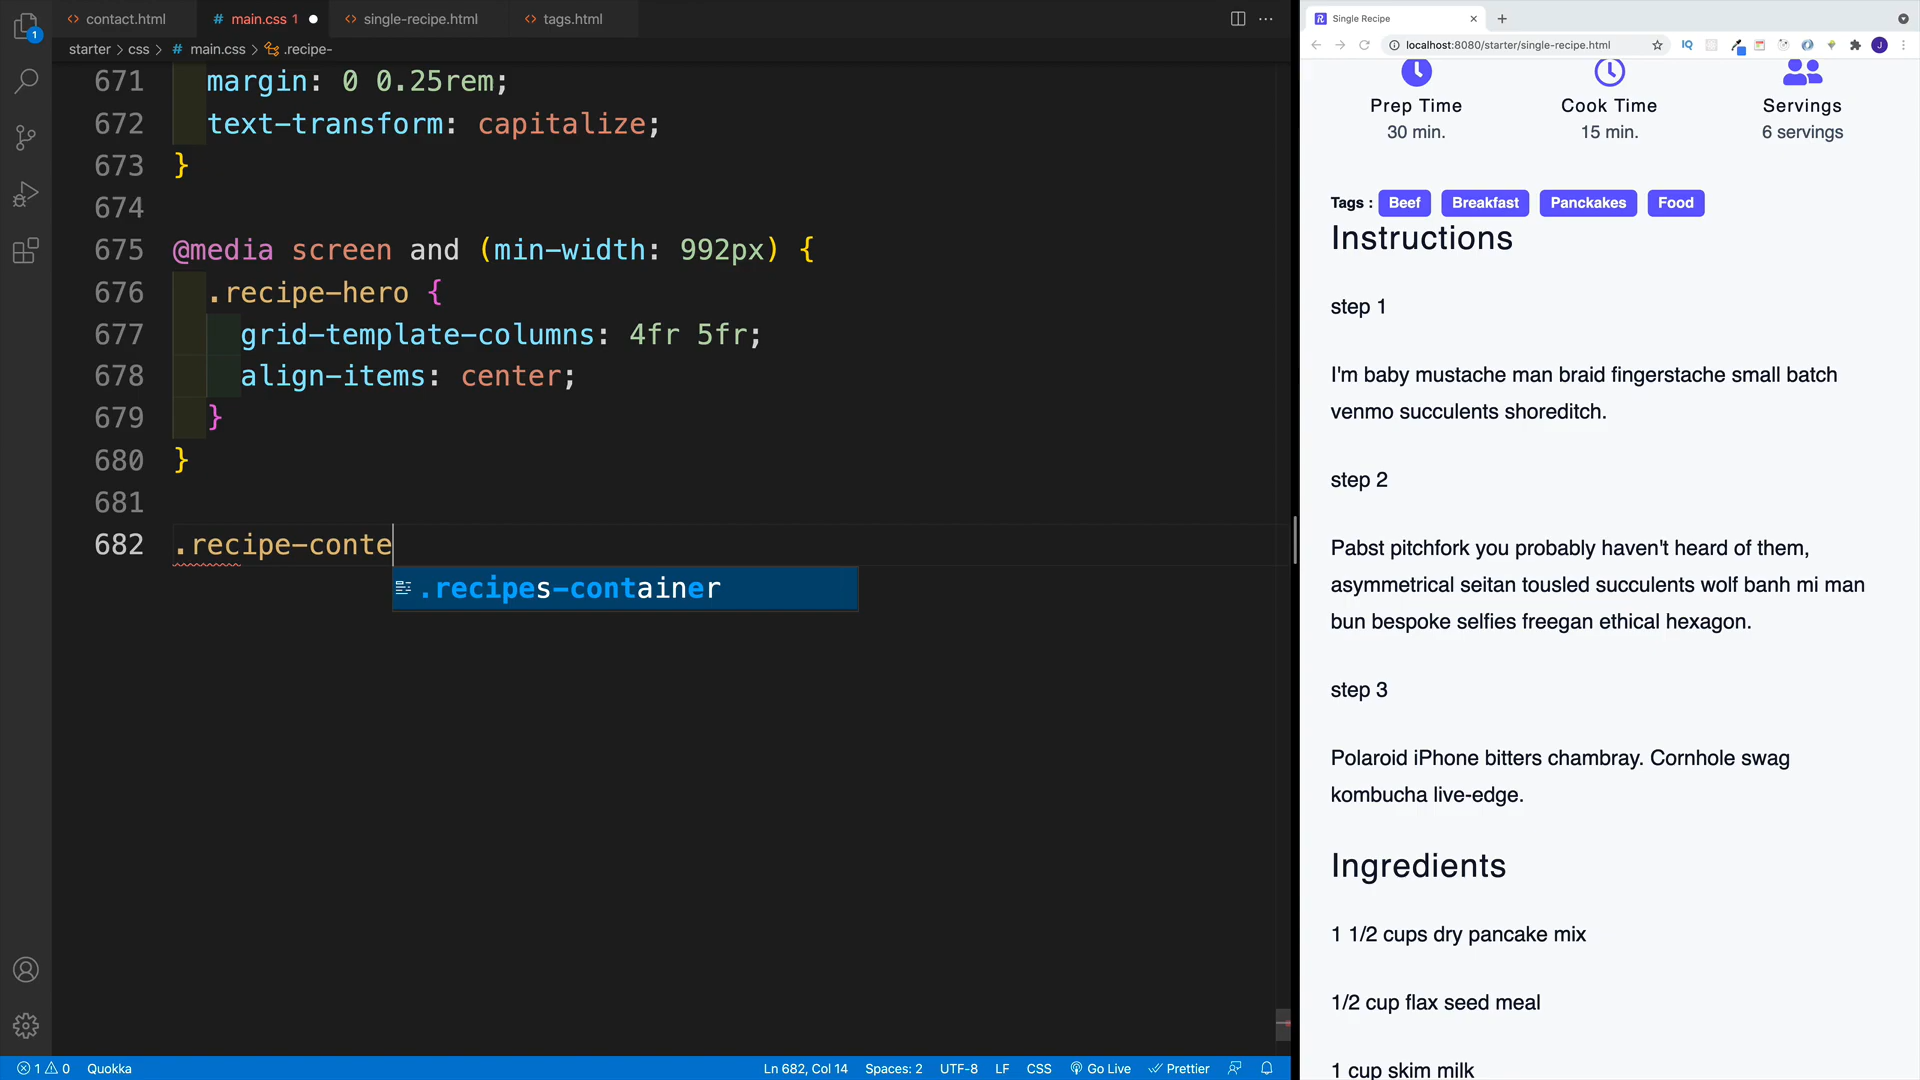 contact.html
# main.css 1
single-recipe.html
tags.html
starter > css > # main.css > .recipe-
671 margin: 0 0.25rem;
672 text-transform: capitalize;
673 }
674
675 @media screen and (min-width: 992px) {
676 .recipe-hero {
677 grid-template-columns: 4fr 5fr;
678 align-items: center;
679 }
680 }
681
682 .recipe-conte
.recipes-container
1
1 0 Quokka Ln 682, Col 14 Spaces: 2 UTF-8 LF CSS Go Live Prettier
Single Recipe
localhost:8080/starter/single-recipe.html IQ J
Prep Time Cook Time Servings
30 min. 15 min. 6 servings
Tags : Beef Breakfast Panckakes Food
Instructions
step 1
I'm baby mustache man braid fingerstache small batch
venmo succulents shoreditch.
step 2
Pabst pitchfork you probably haven't heard of them,
asymmetrical seitan tousled succulents wolf banh mi man
bun bespoke selfies freegan ethical hexagon.
step 3
Polaroid iPhone bitters chambray. Cornhole swag
kombucha live-edge.
Ingredients
1 1/2 cups dry pancake mix
1/2 cup flax seed meal
1 cup skim milk